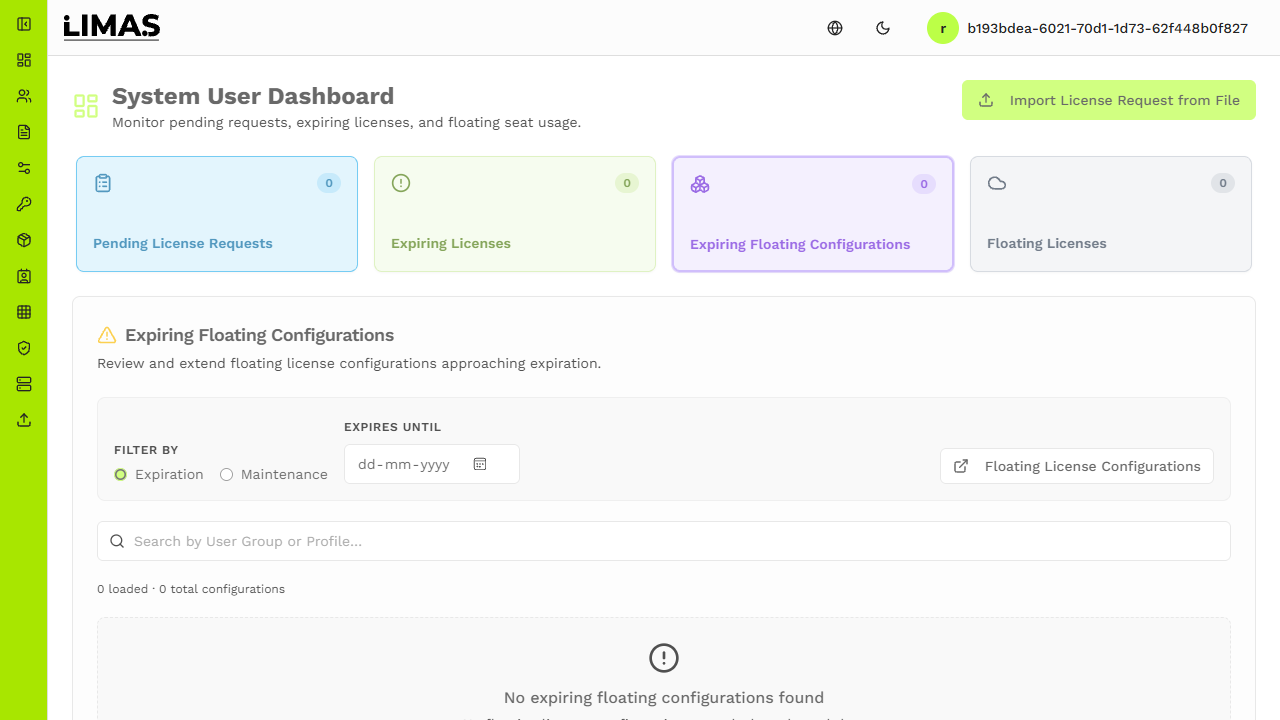 LIMAS
r
b193bdea-6021-70d1-1d73-62f448b0f827
System User Dashboard
Monitor pending requests, expiring licenses, and floating seat usage.
Import License Request from File
0
Pending License Requests
0
Expiring Licenses
0
Expiring Floating Configurations
0
Floating Licenses
Expiring Floating Configurations
Review and extend floating license configurations approaching expiration.
FILTER BY
Expiration
Maintenance
EXPIRES UNTIL
dd-mm-yyyy
Floating License Configurations
Search by User Group or Profile...
0 loaded · 0 total configurations
No expiring floating configurations found